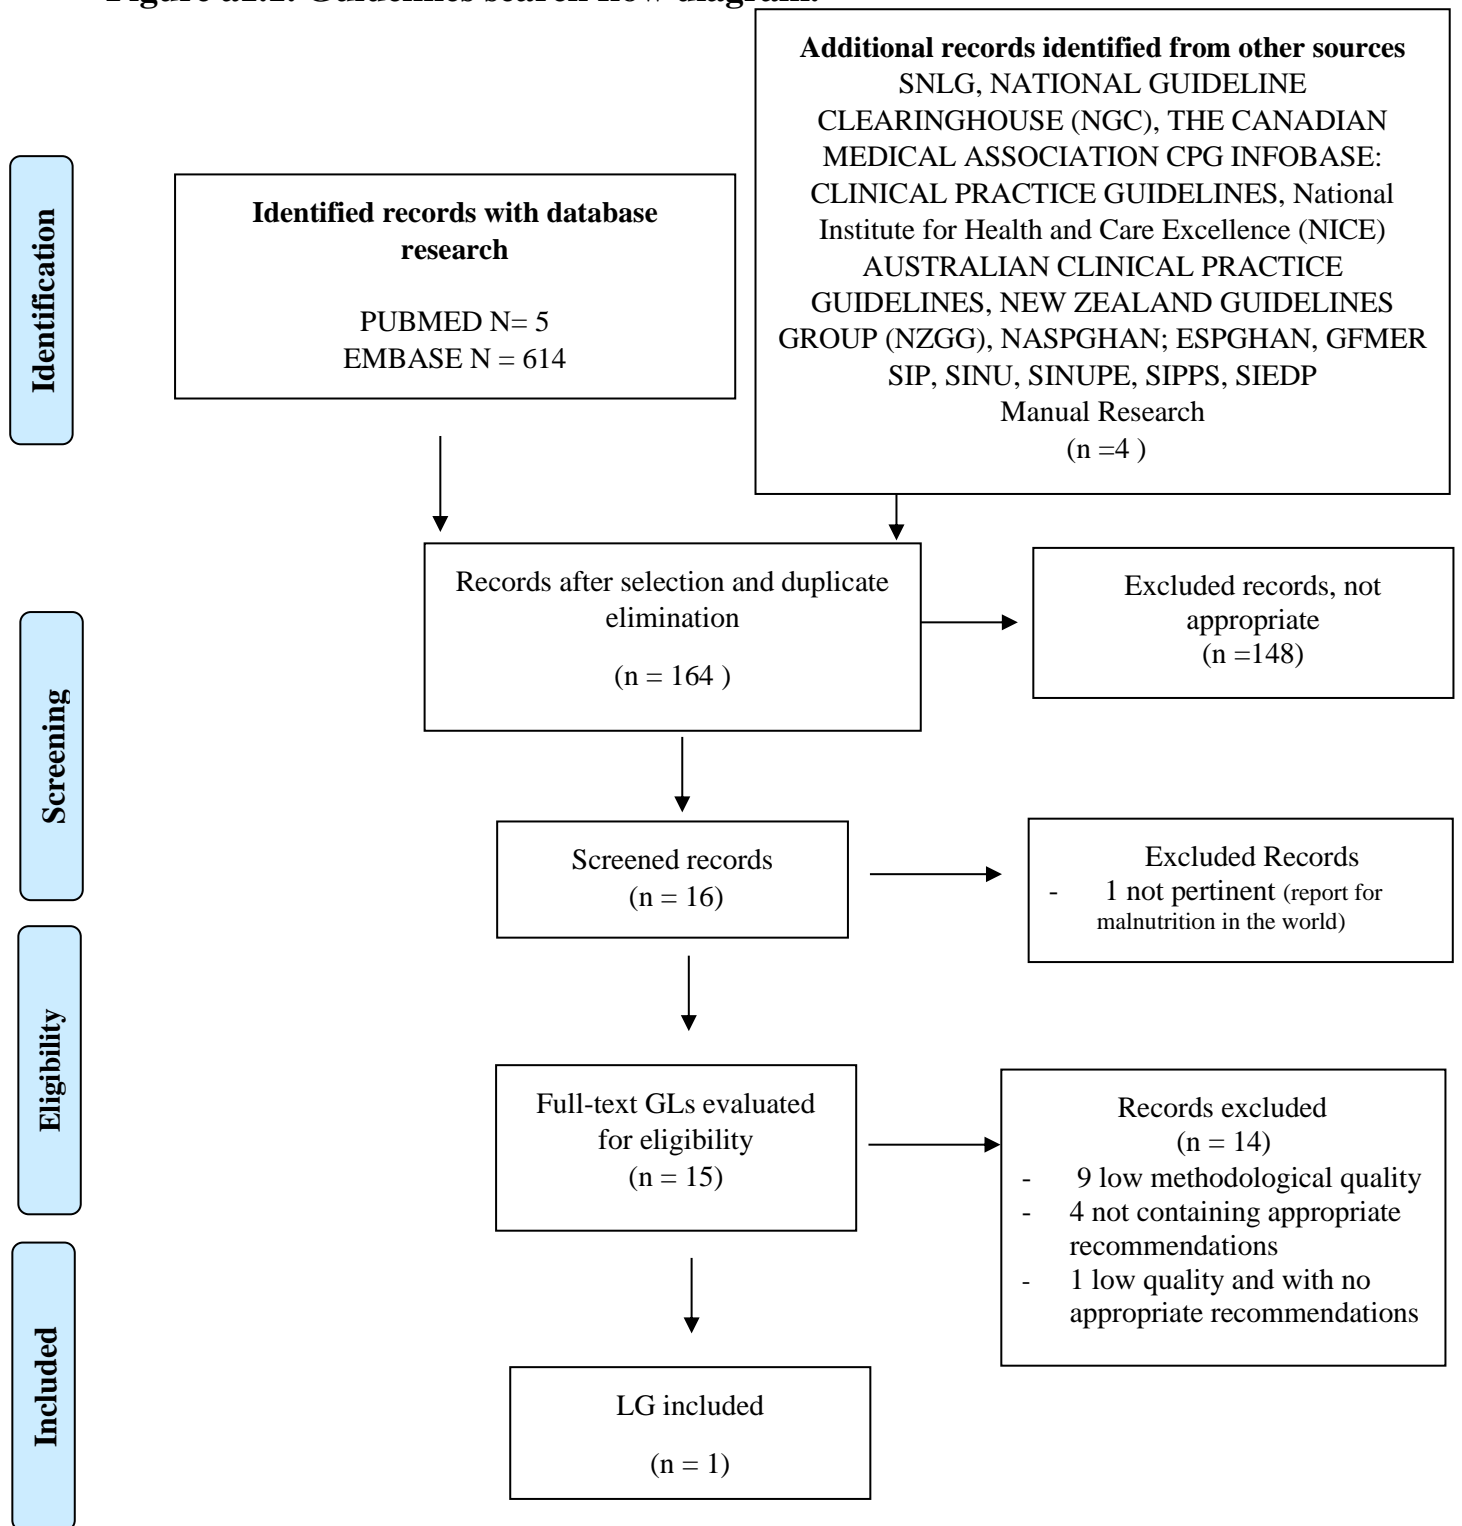 Identification
Identified records with database
research
PUBMED N= 5
EMBASE N = 614
Additional records identified from other sources
SNLG, NATIONAL GUIDELINE
CLEARINGHOUSE (NGC), THE CANADIAN
MEDICAL ASSOCIATION CPG INFOBASE:
CLINICAL PRACTICE GUIDELINES, National
Institute for Health and Care Excellence (NICE)
AUSTRALIAN CLINICAL PRACTICE
GUIDELINES, NEW ZEALAND GUIDELINES
GROUP (NZGG), NASPGHAN; ESPGHAN, GFMER
SIP, SINU, SINUPE, SIPPS, SIEDP
Manual Research
(n =4 )
Screening
Records after selection and duplicate
elimination
(n = 164 )
Excluded records, not
appropriate
(n =148)
Screened records
(n = 16)
Excluded Records
- 1 not pertinent (report for
malnutrition in the world)
Eligibility
Full-text GLs evaluated
for eligibility
(n = 15)
Records excluded
(n = 14)
- 9 low methodological quality
- 4 not containing appropriate
recommendations
- 1 low quality and with no
appropriate recommendations
Included
LG included
(n = 1)